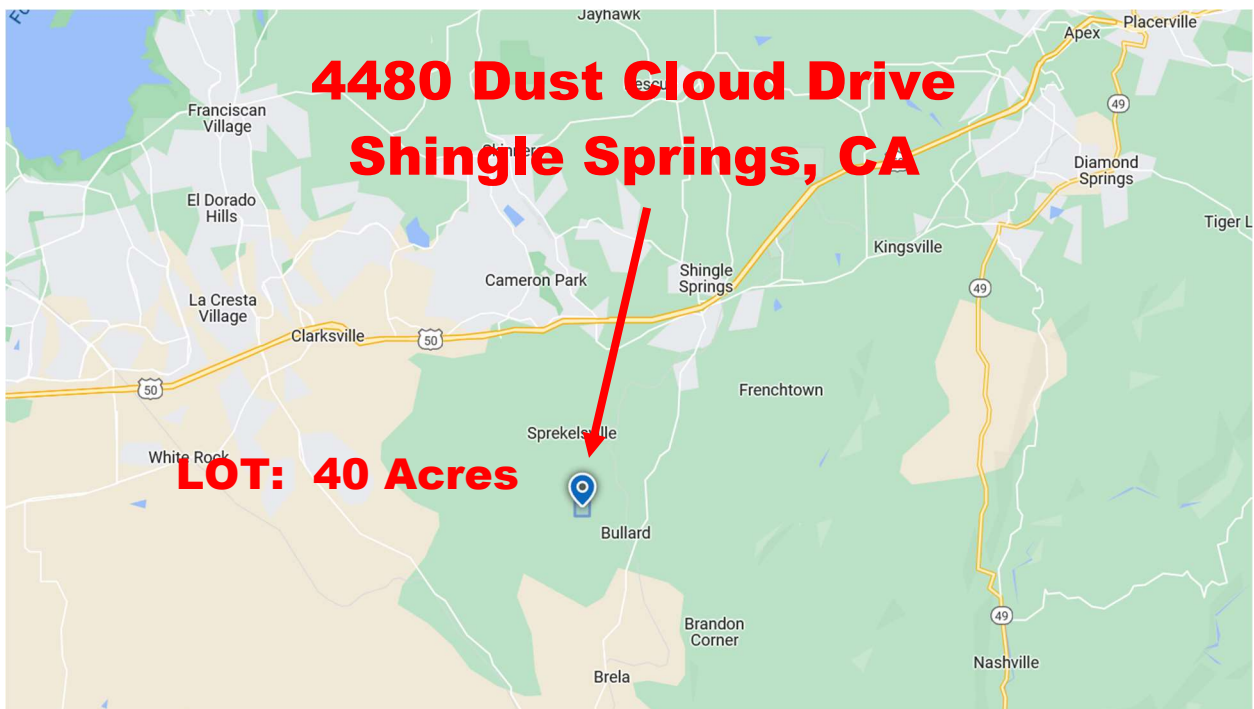 Jayhawk
Placerville
Apex
4480 Dust Cloud Drive
Shingle Springs, CA
Franciscan
Village
49
Diamond
Springs
El Dorado
Hills
Tiger L
Kingsville
Shingle
Springs
Cameron Park
49
La Cresta
Village
Clarksville
50
50
Frenchtown
Sprekelsville
White Rock
LOT: 40 Acres
Bullard
49
Brandon
Corner
Nashville
Brela